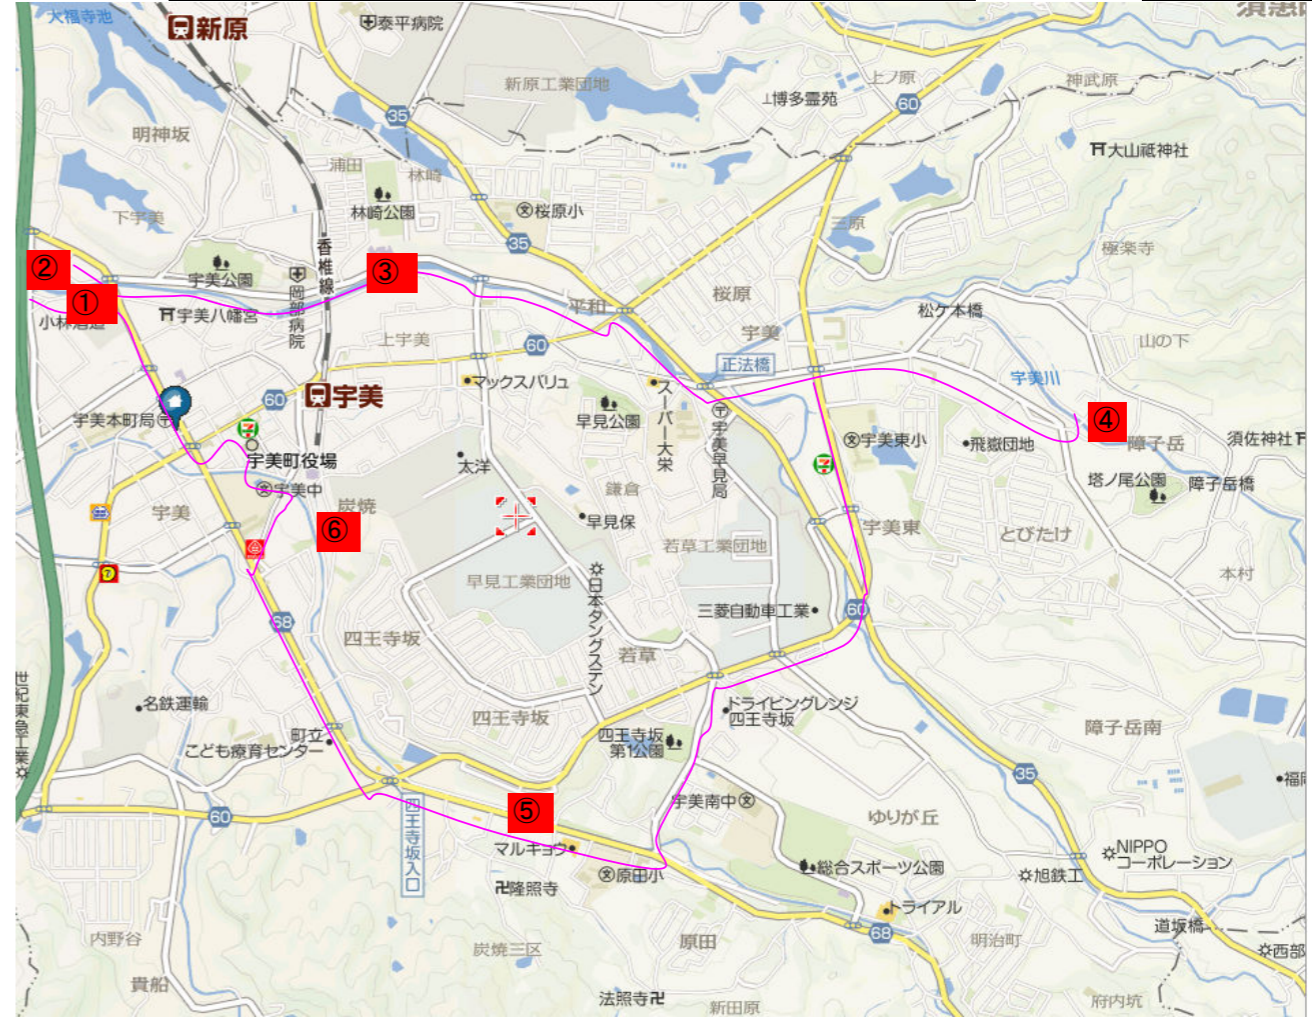 大福寺池
新原
泰平病院
須恵
新原工業団地
上ノ原
神武原
博多霊苑
60
35
明神坂
浦田
林崎
大山祗神社
下宇美
林崎公園
桜原小
三原
極楽寺
35
②
宇美公園
香椎線
③
岡部病院
①
平和
桜原
松ケ本橋
小林酒造
宇美八幡宮
上宇美
60
宇美
山の下
正法橋
宇美川
マックスバリュ
宇美
60
スーパー大栄
早見公園
宇美早見局
④
宇美本町局
宇美町役場
太洋
宇美東小
飛嶽団地
障子岳
須佐神社
鎌倉
塔ノ尾公園
障子岳橋
宇美中
炭焼
宇美
⑥
早見保
若草工業団地
宇美東
とびたけ
早見工業団地
日本タングステン
本村
三菱自動車工業
60
68
四王寺坂
若草
世紀東急工業
名鉄運輸
四王寺坂
ドライビングレンジ
四王寺坂
町立
こども療育センター
四王寺坂
第1公園
障子岳南
35
福
⑤
宇美南中
ゆりが丘
60
四王寺坂入口
マルキョウ
原田小
総合スポーツ公園
旭鉄工
NIPPO
コーポレーション
隆照寺
トライアル
道坂橋
内野谷
炭焼三区
原田
68
明治町
西部
貴船
法照寺
新田原
府内坑